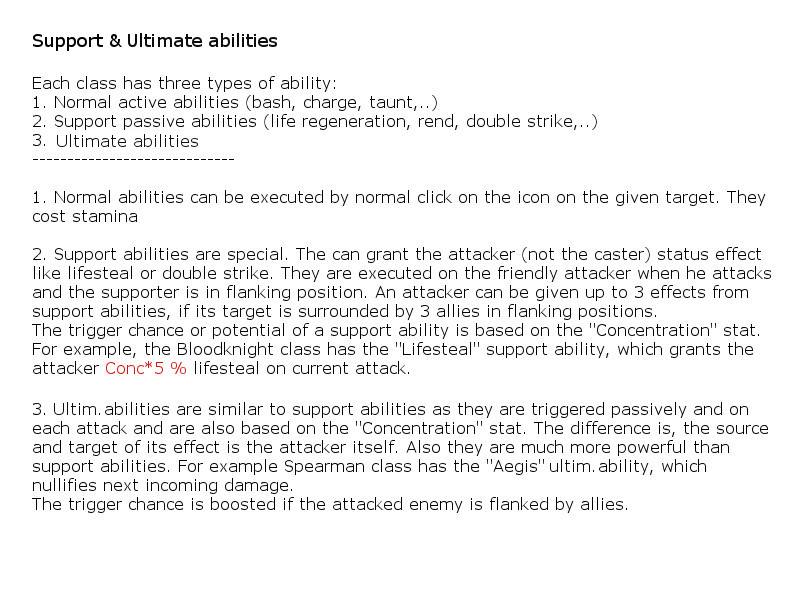 Support & Ultimate abilities
Each class has three types of ability:
1. Normal active abilities (bash, charge, taunt,..)
2. Support passive abilities (life regeneration, rend, double strike,..)
3. Ultimate abilities
-----------------------------
1. Normal abilities can be executed by normal click on the icon on the given target. They
cost stamina
2. Support abilities are special. The can grant the attacker (not the caster) status effect
like lifesteal or double strike. They are executed on the friendly attacker when he attacks
and the supporter is in flanking position. An attacker can be given up to 3 effects from
support abilities, if its target is surrounded by 3 allies in flanking positions.
The trigger chance or potential of a support ability is based on the "Concentration" stat.
For example, the Bloodknight class has the "Lifesteal" support ability, which grants the
attacker Conc*5 % lifesteal on current attack.
3. Ultim.abilities are similar to support abilities as they are triggered passively and on
each attack and are also based on the "Concentration" stat. The difference is, the source
and target of its effect is the attacker itself. Also they are much more powerful than
support abilities. For example Spearman class has the "Aegis" ultim.ability, which
nullifies next incoming damage.
The trigger chance is boosted if the attacked enemy is flanked by allies.